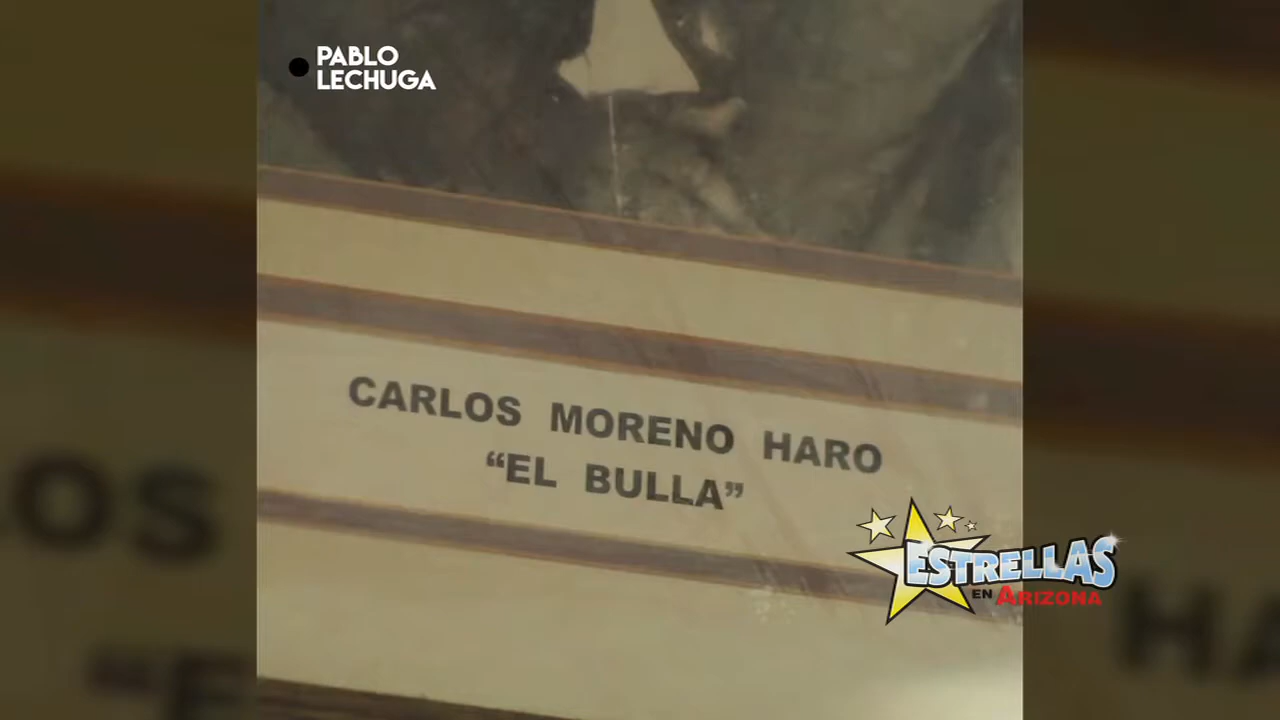 PABLO
LECHUGA
CARLOS MORENO HARO
“EL BULLA”
ESTRELLAS
EN ARIZONA